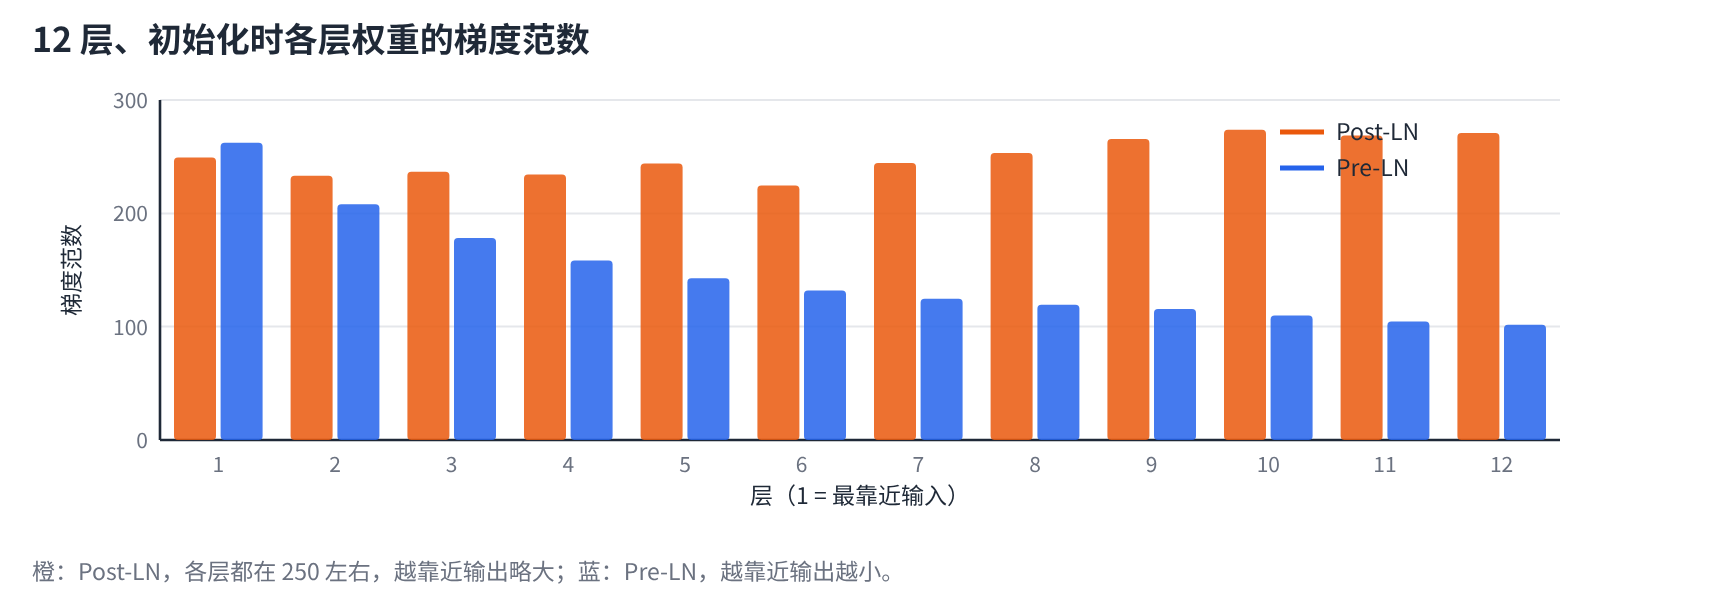 12 层、初始化时各层权重的梯度范数
300
200
100
0
梯度范数
Post-LN
Pre-LN
1 2 3 4 5 6 7 8 9 10 11 12
层（1 = 最靠近输入）
橙：Post-LN，各层都在 250 左右，越靠近输出略大；蓝：Pre-LN，越靠近输出越小。